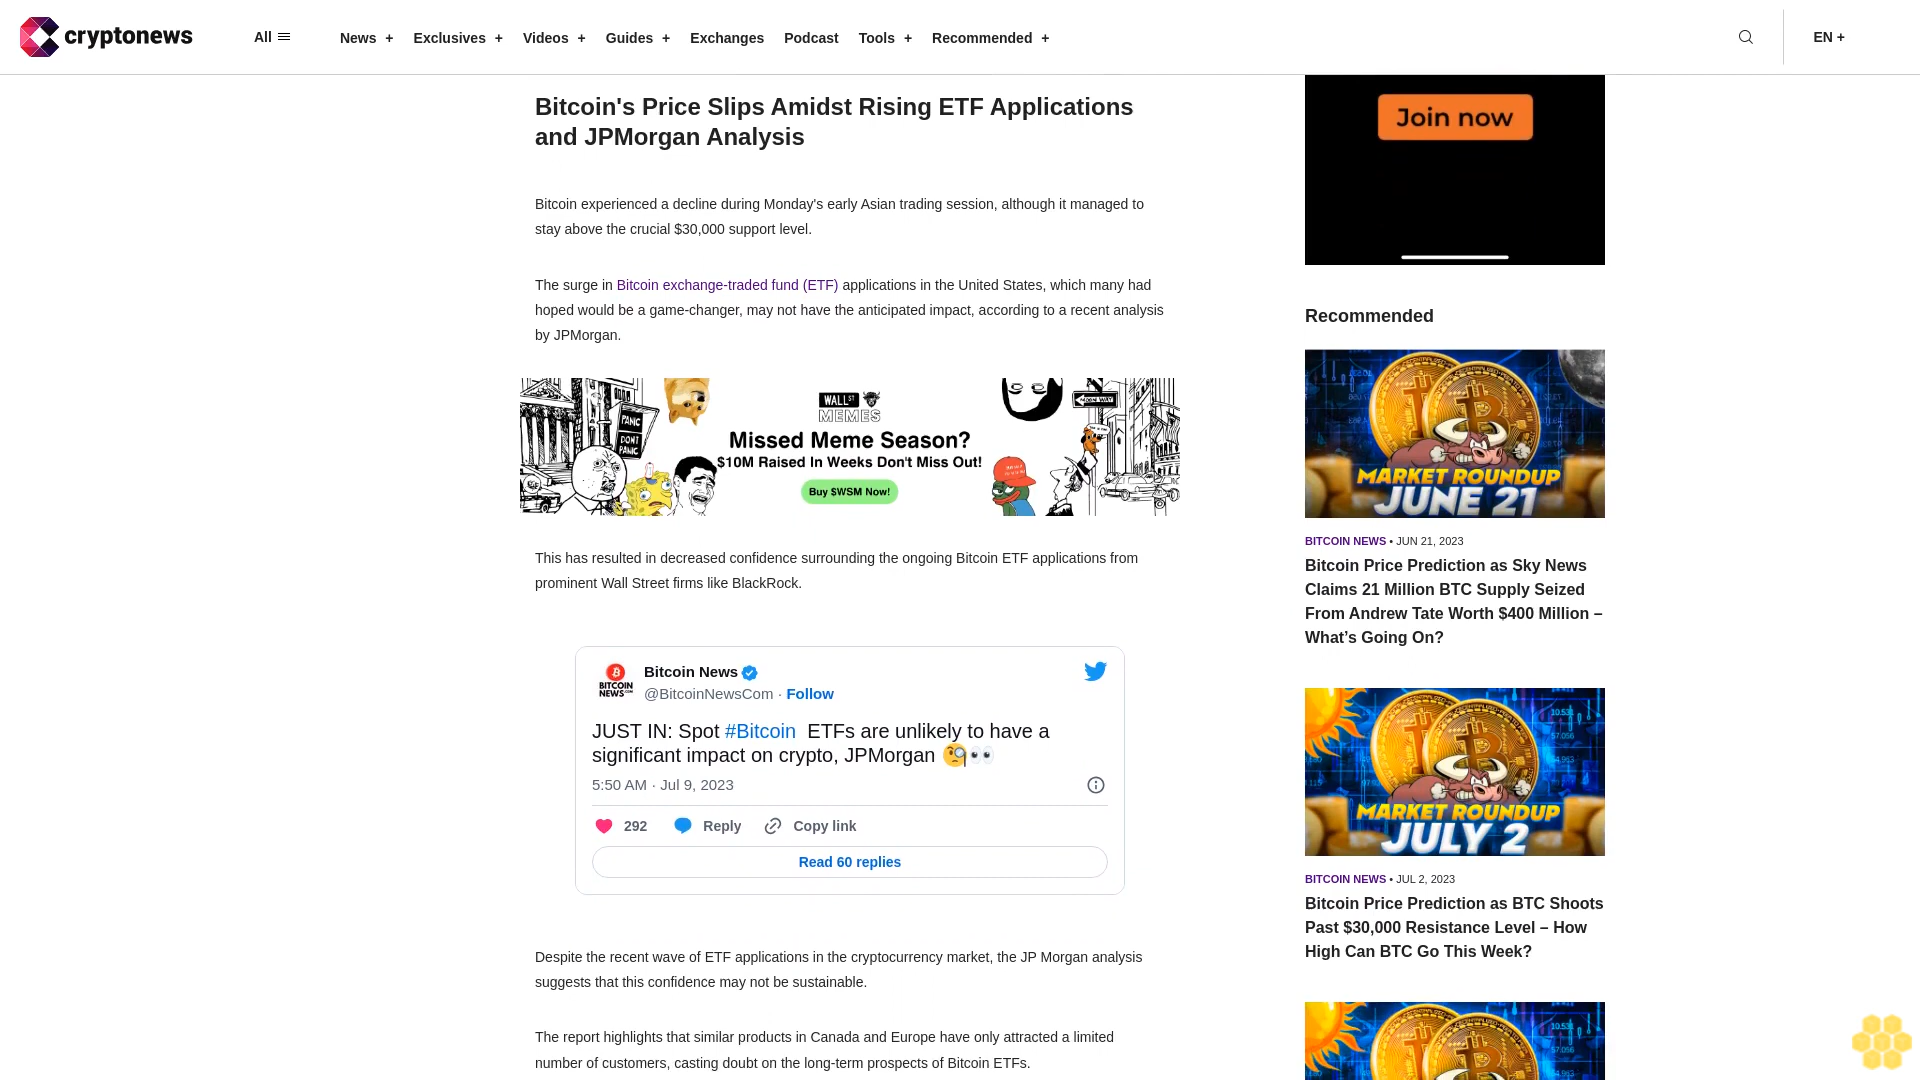 cryptonews
All
News +
Exclusives +
Videos +
Guides +
Exchanges
Podcast
Tools +
Recommended +
EN +
Bitcoin's Price Slips Amidst Rising ETF Applications
and JPMorgan Analysis
Bitcoin experienced a decline during Monday's early Asian trading session, although it managed to
stay above the crucial $30,000 support level.
The surge in Bitcoin exchange-traded fund (ETF) applications in the United States, which many had
hoped would be a game-changer, may not have the anticipated impact, according to a recent analysis
by JPMorgan.
PANIC
DONT
PANIC
WALL ST
MEMES
Missed Meme Season?
$10M Raised In Weeks Don't Miss Out!
Buy $WSM Now!
This has resulted in decreased confidence surrounding the ongoing Bitcoin ETF applications from
prominent Wall Street firms like BlackRock.
BITCOIN
NEWS.COM
Bitcoin News
@BitcoinNewsCom · Follow
JUST IN: Spot #Bitcoin ETFs are unlikely to have a
significant impact on crypto, JPMorgan 🧐👀
5:50 AM · Jul 9, 2023
292
Reply
Copy link
Read 60 replies
Despite the recent wave of ETF applications in the cryptocurrency market, the JP Morgan analysis
suggests that this confidence may not be sustainable.
The report highlights that similar products in Canada and Europe have only attracted a limited
number of customers, casting doubt on the long-term prospects of Bitcoin ETFs.
Join now
Recommended
MARKET ROUNDUP
JUNE 21
BITCOIN NEWS • JUN 21, 2023
Bitcoin Price Prediction as Sky News
Claims 21 Million BTC Supply Seized
From Andrew Tate Worth $400 Million –
What's Going On?
10.531
57.056
MARKET ROUNDUP
JULY 2
BITCOIN NEWS • JUL 2, 2023
Bitcoin Price Prediction as BTC Shoots
Past $30,000 Resistance Level – How
High Can BTC Go This Week?
10.531
57.056